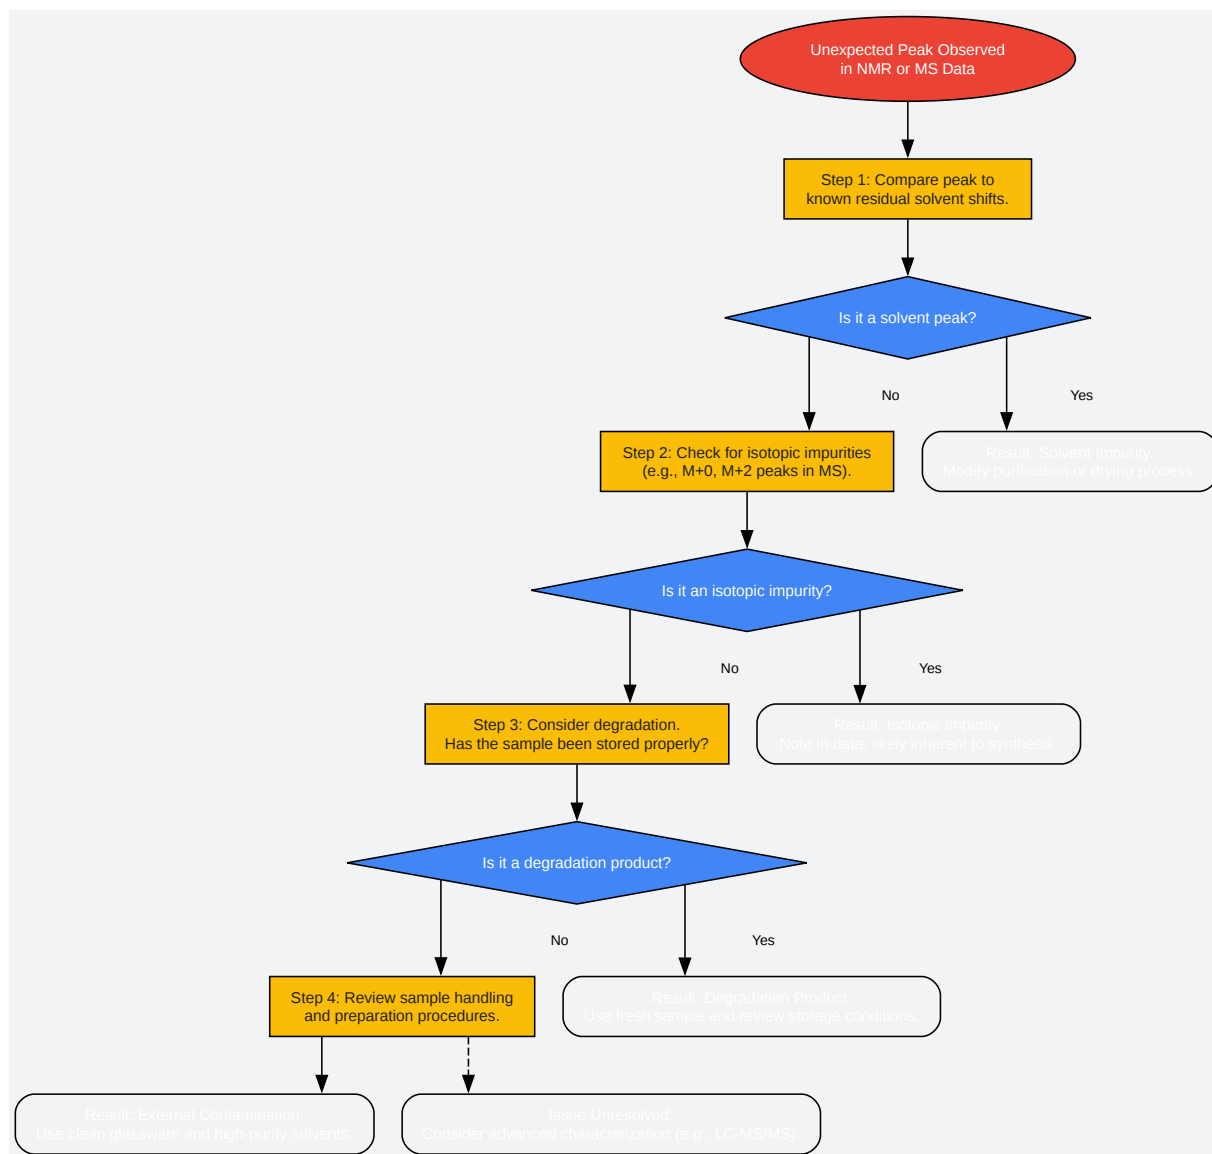 Unexpected Peak Observed
in NMR or MS Data
Step 1: Compare peak to
known residual solvent shifts.
Is it a solvent peak?
No
Yes
Step 2: Check for isotopic impurities
(e.g., M+0, M+2 peaks in MS).
Result: Solvent Impurity.
Modify purification or drying process.
Is it an isotopic impurity?
No
Yes
Step 3: Consider degradation.
Has the sample been stored properly?
Result: Isotopic Impurity.
Note in data; likely inherent to synthesis.
Is it a degradation product?
No
Yes
Step 4: Review sample handling
and preparation procedures.
Result: Degradation Product.
Use fresh sample and review storage conditions.
Result: External Contamination.
Use clean glassware and high-purity solvents.
Issue Unresolved.
Consider advanced characterization (e.g., LC-MS/MS).